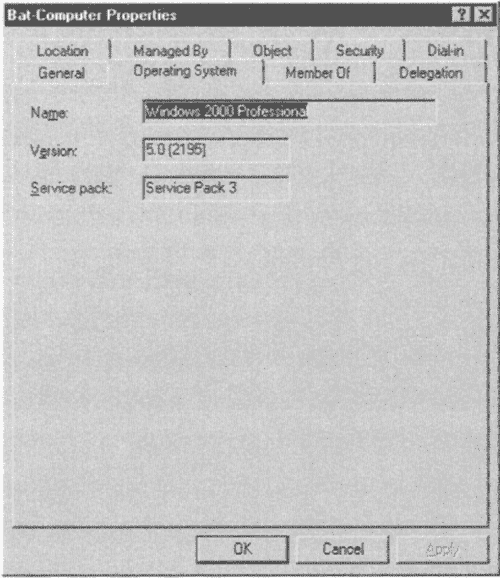 Bat-Computer Properties
Location Managed By Object Security Dial-in
General Operating System Member Of Delegation
Name: Windows 2000 Professional
Version: 5.0 (2195)
Service pack: Service Pack 3
OK Cancel Apply